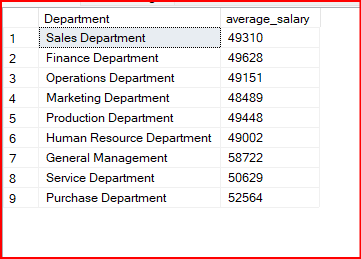 Department average_salary
1 Sales Department 49310
2 Finance Department 49628
3 Operations Department 49151
4 Marketing Department 48489
5 Production Department 49448
6 Human Resource Department 49002
7 General Management 58722
8 Service Department 50629
9 Purchase Department 52564